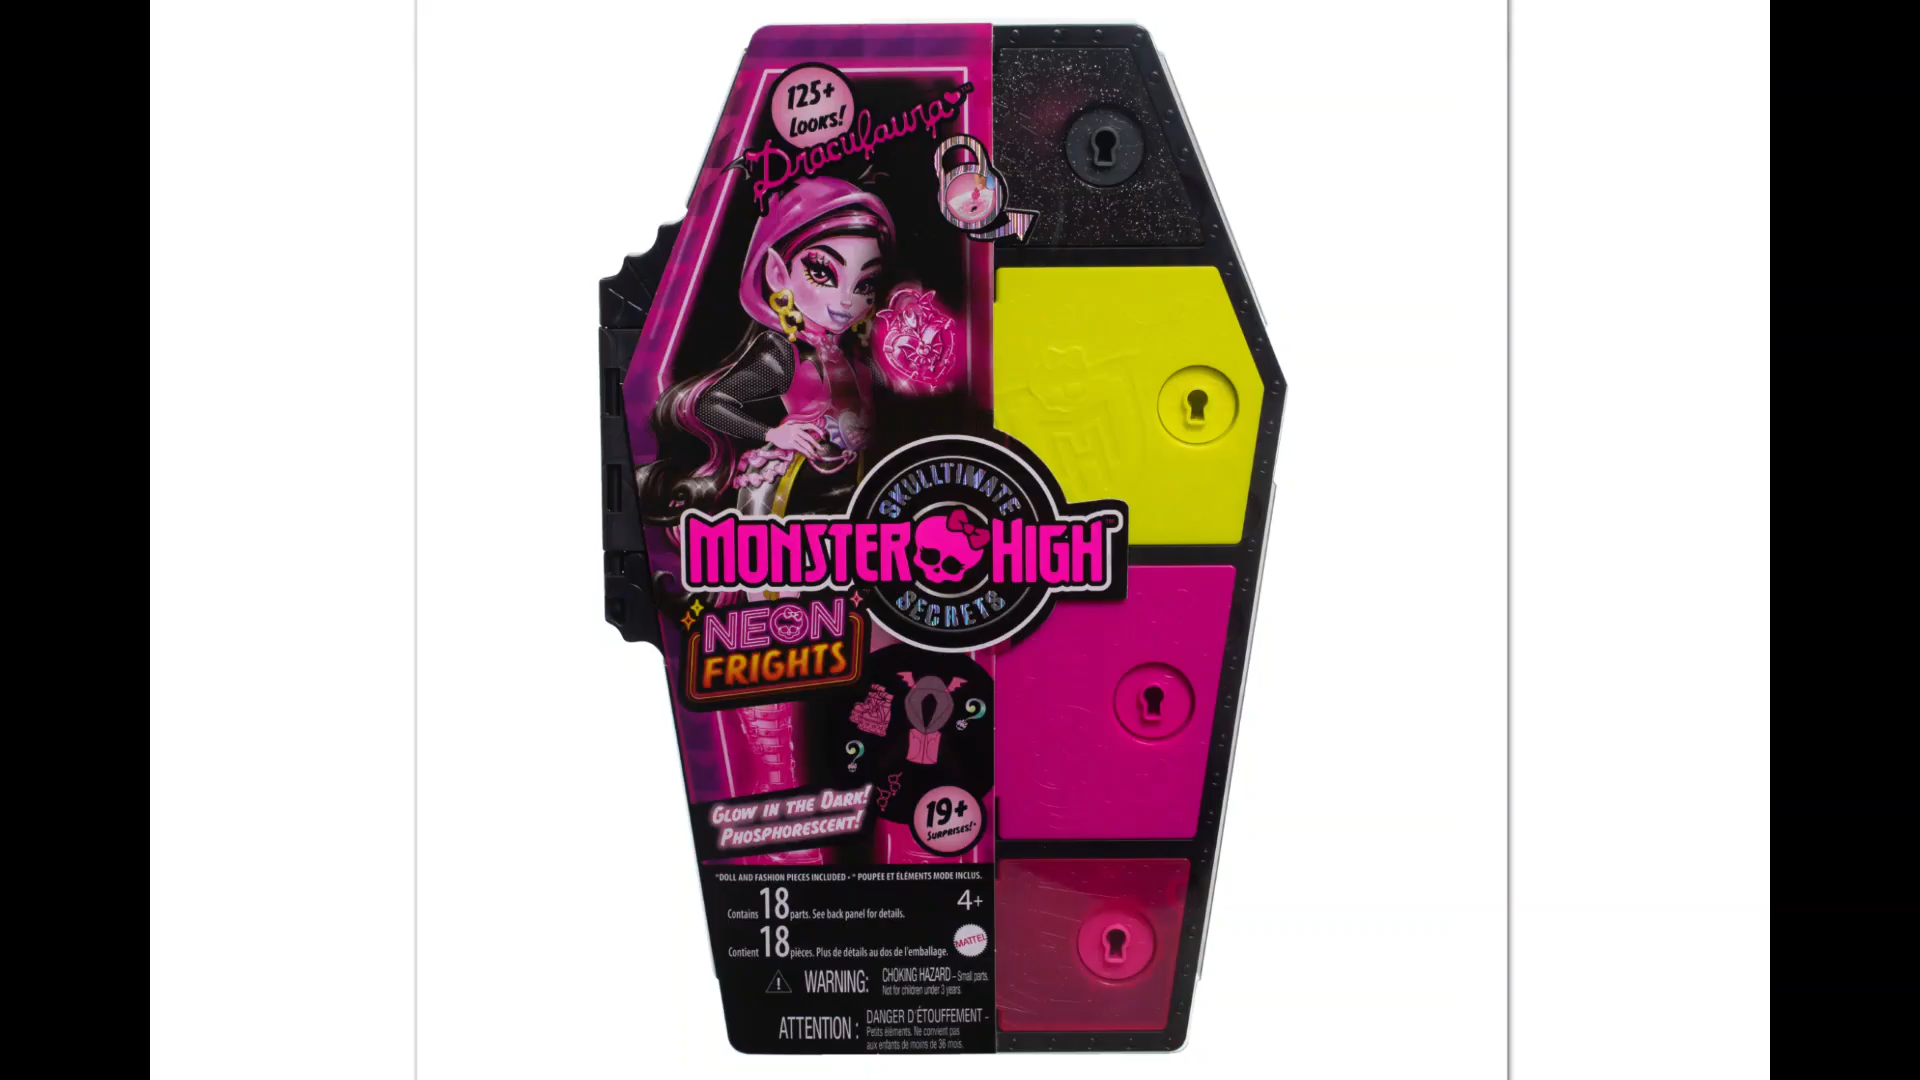 125+
LOOKS!
Draculaura™
SKULLTIMATE
MONSTER HIGH™
SECRETS
NEON
FRIGHTS
GLOW IN THE DARK!
PHOSPHORESCENT!
19+
SURPRISES!*
*DOLL AND FASHION PIECES INCLUDED • * POUPÉE ET ÉLÉMENTS MODE INCLUS.
Contains 18 parts. See back panel for details.
4+
Contient 18 pièces. Plus de détails au dos de l'emballage.
MATTEL
WARNING: CHOKING HAZARD – Small parts.
Not for children under 3 years.
ATTENTION : DANGER D'ÉTOUFFEMENT –
Petits éléments. Ne convient pas
aux enfants de moins de 36 mois.